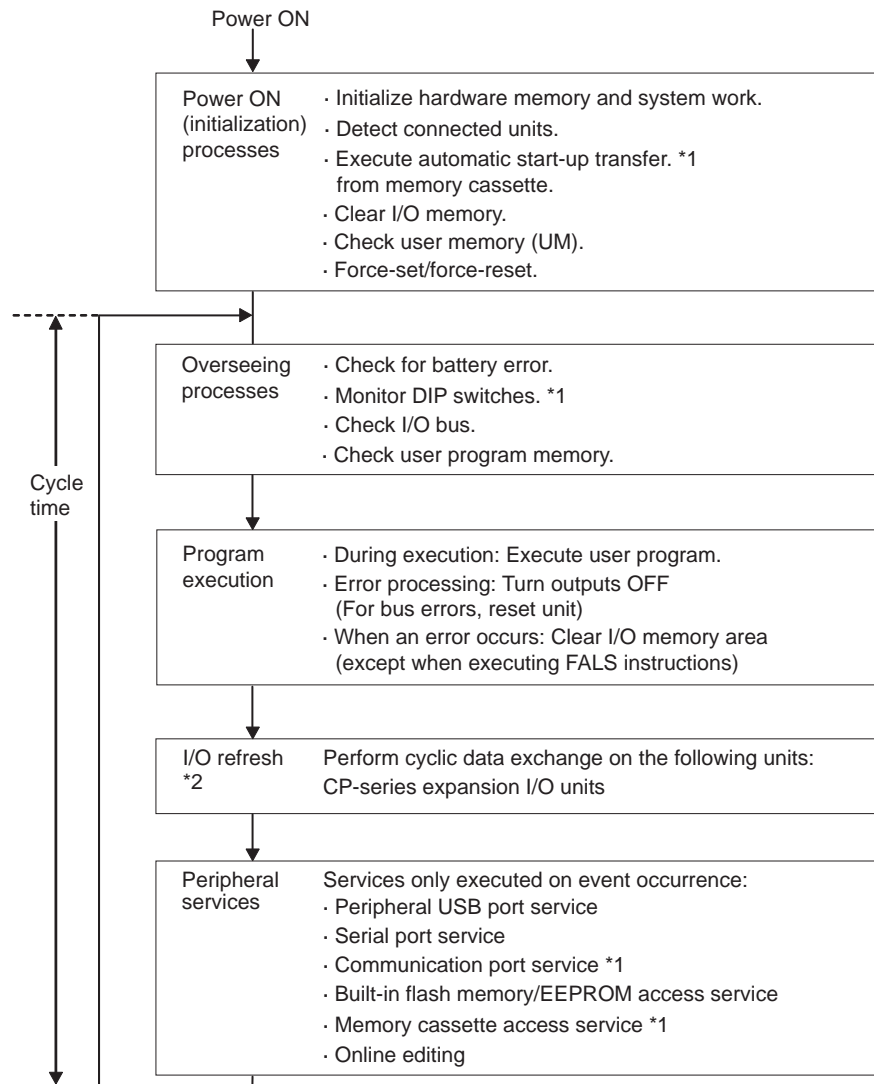 Power ON
Power ON
(initialization)
processes
· Initialize hardware memory and system work.
· Detect connected units.
· Execute automatic start-up transfer. *1
from memory cassette.
· Clear I/O memory.
· Check user memory (UM).
· Force-set/force-reset.
Cycle
time
Overseeing
processes
· Check for battery error.
· Monitor DIP switches. *1
· Check I/O bus.
· Check user program memory.
Program
execution
· During execution: Execute user program.
· Error processing: Turn outputs OFF
(For bus errors, reset unit)
· When an error occurs: Clear I/O memory area
(except when executing FALS instructions)
I/O refresh
*2
Perform cyclic data exchange on the following units:
CP-series expansion I/O units
Peripheral
services
Services only executed on event occurrence:
· Peripheral USB port service
· Serial port service
· Communication port service *1
· Built-in flash memory/EEPROM access service
· Memory cassette access service *1
· Online editing